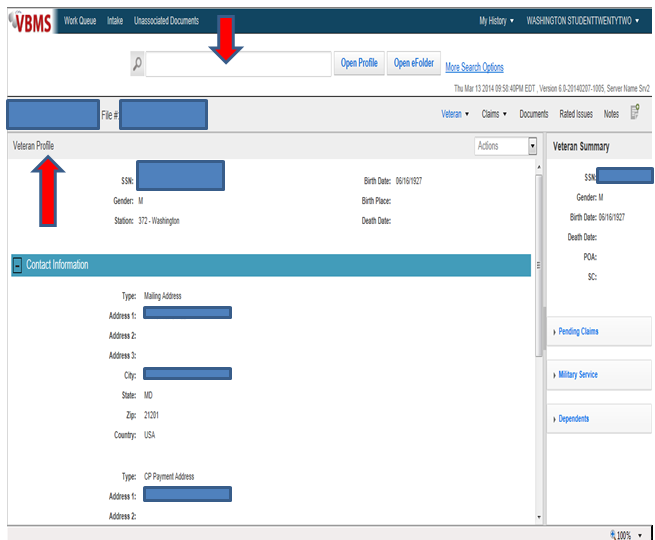 VBMS Work Queue Intake Unassociated Documents My History WASHINGTON STUDENTTWENTYTWO
Open Profile Open eFolder More Search Options
Thu Mar 13 2014 09:58:40PM EDT , Version 6.0-20140207-1005, Server Name Srv2
File #: Veteran Claims Documents Rated Issues Notes
Veteran Profile Actions Veteran Summary
SSN: Birth Date: 06/16/1927 SSN:
Gender: M Birth Place: Gender: M
Station: 372 - Washington Death Date: Birth Date: 06/16/1927
Death Date:
POA:
SC:
Contact Information
Type: Mailing Address
Address 1:
Address 2:
Address 3:
City:
State: MD
Zip: 21201
Country: USA
Pending Claims
Military Service
Dependents
Type: CP Payment Address
Address 1:
Address 2:
100%